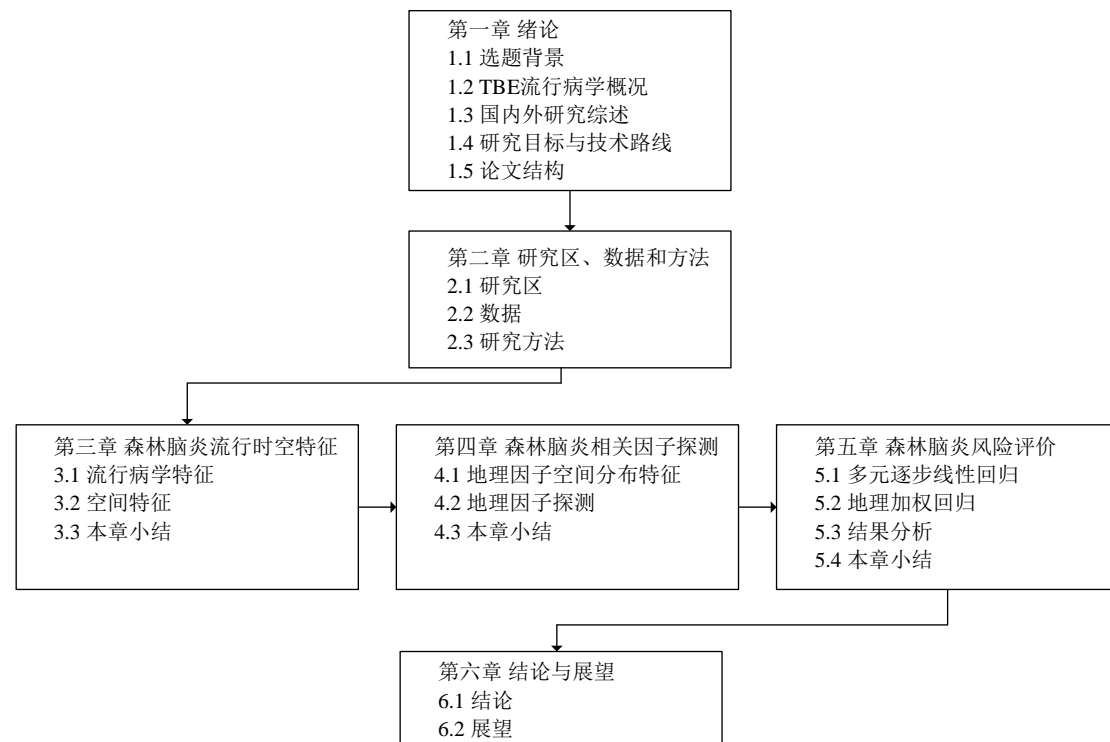 第一章 绪论
1.1 选题背景
1.2 TBE流行病学概况
1.3 国内外研究综述
1.4 研究目标与技术路线
1.5 论文结构
第二章 研究区、数据和方法
2.1 研究区
2.2 数据
2.3 研究方法
第三章 森林脑炎流行时空特征
3.1 流行病学特征
3.2 空间特征
3.3 本章小结
第四章 森林脑炎相关因子探测
4.1 地理因子空间分布特征
4.2 地理因子探测
4.3 本章小结
第五章 森林脑炎风险评价
5.1 多元逐步线性回归
5.2 地理加权回归
5.3 结果分析
5.4 本章小结
第六章 结论与展望
6.1 结论
6.2 展望